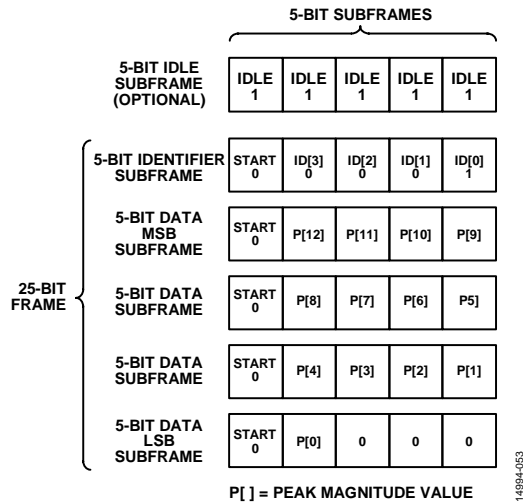 5-BIT SUBFRAMES
5-BIT IDLE
SUBFRAME
(OPTIONAL)
IDLE
1
IDLE
1
IDLE
1
IDLE
1
IDLE
1
25-BIT
FRAME
5-BIT IDENTIFIER
SUBFRAME
START
0
ID[3]
0
ID[2]
0
ID[1]
0
ID[0]
1
5-BIT DATA
MSB
SUBFRAME
START
0
P[12]
P[11]
P[10]
P[9]
5-BIT DATA
SUBFRAME
START
0
P[8]
P[7]
P[6]
P5]
5-BIT DATA
SUBFRAME
START
0
P[4]
P[3]
P[2]
P[1]
5-BIT DATA
LSB
SUBFRAME
START
0
P[0]
0
0
0
P[ ] = PEAK MAGNITUDE VALUE
14994-053